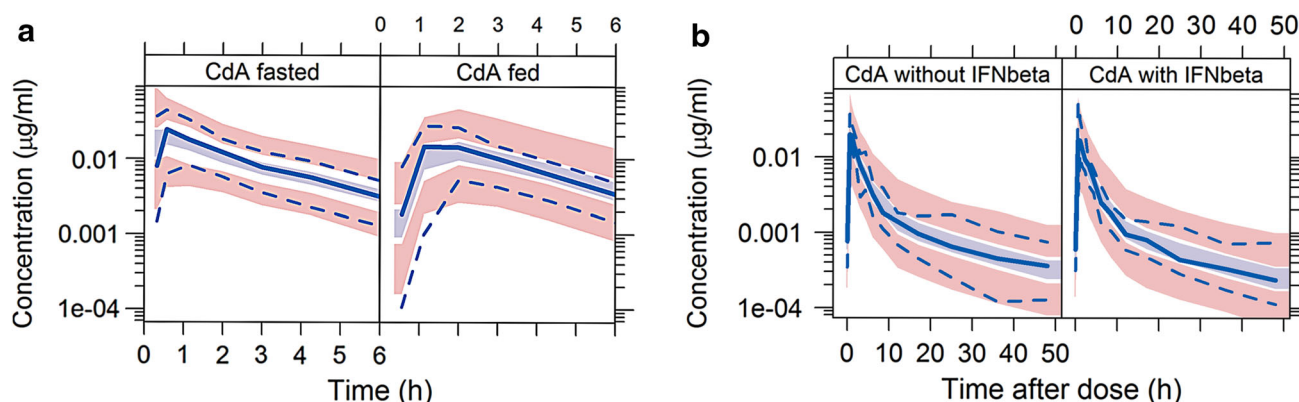 a
0 1 2 3 4 5 6
CdA fasted
CdA fed
Concentration (µg/ml)
0.01
0.001
1e-04
0 1 2 3 4 5 6
Time (h)
b
0 10 20 30 40 50
CdA without IFNbeta
CdA with IFNbeta
Concentration (µg/ml)
0.01
0.001
1e-04
0 10 20 30 40 50
Time after dose (h)